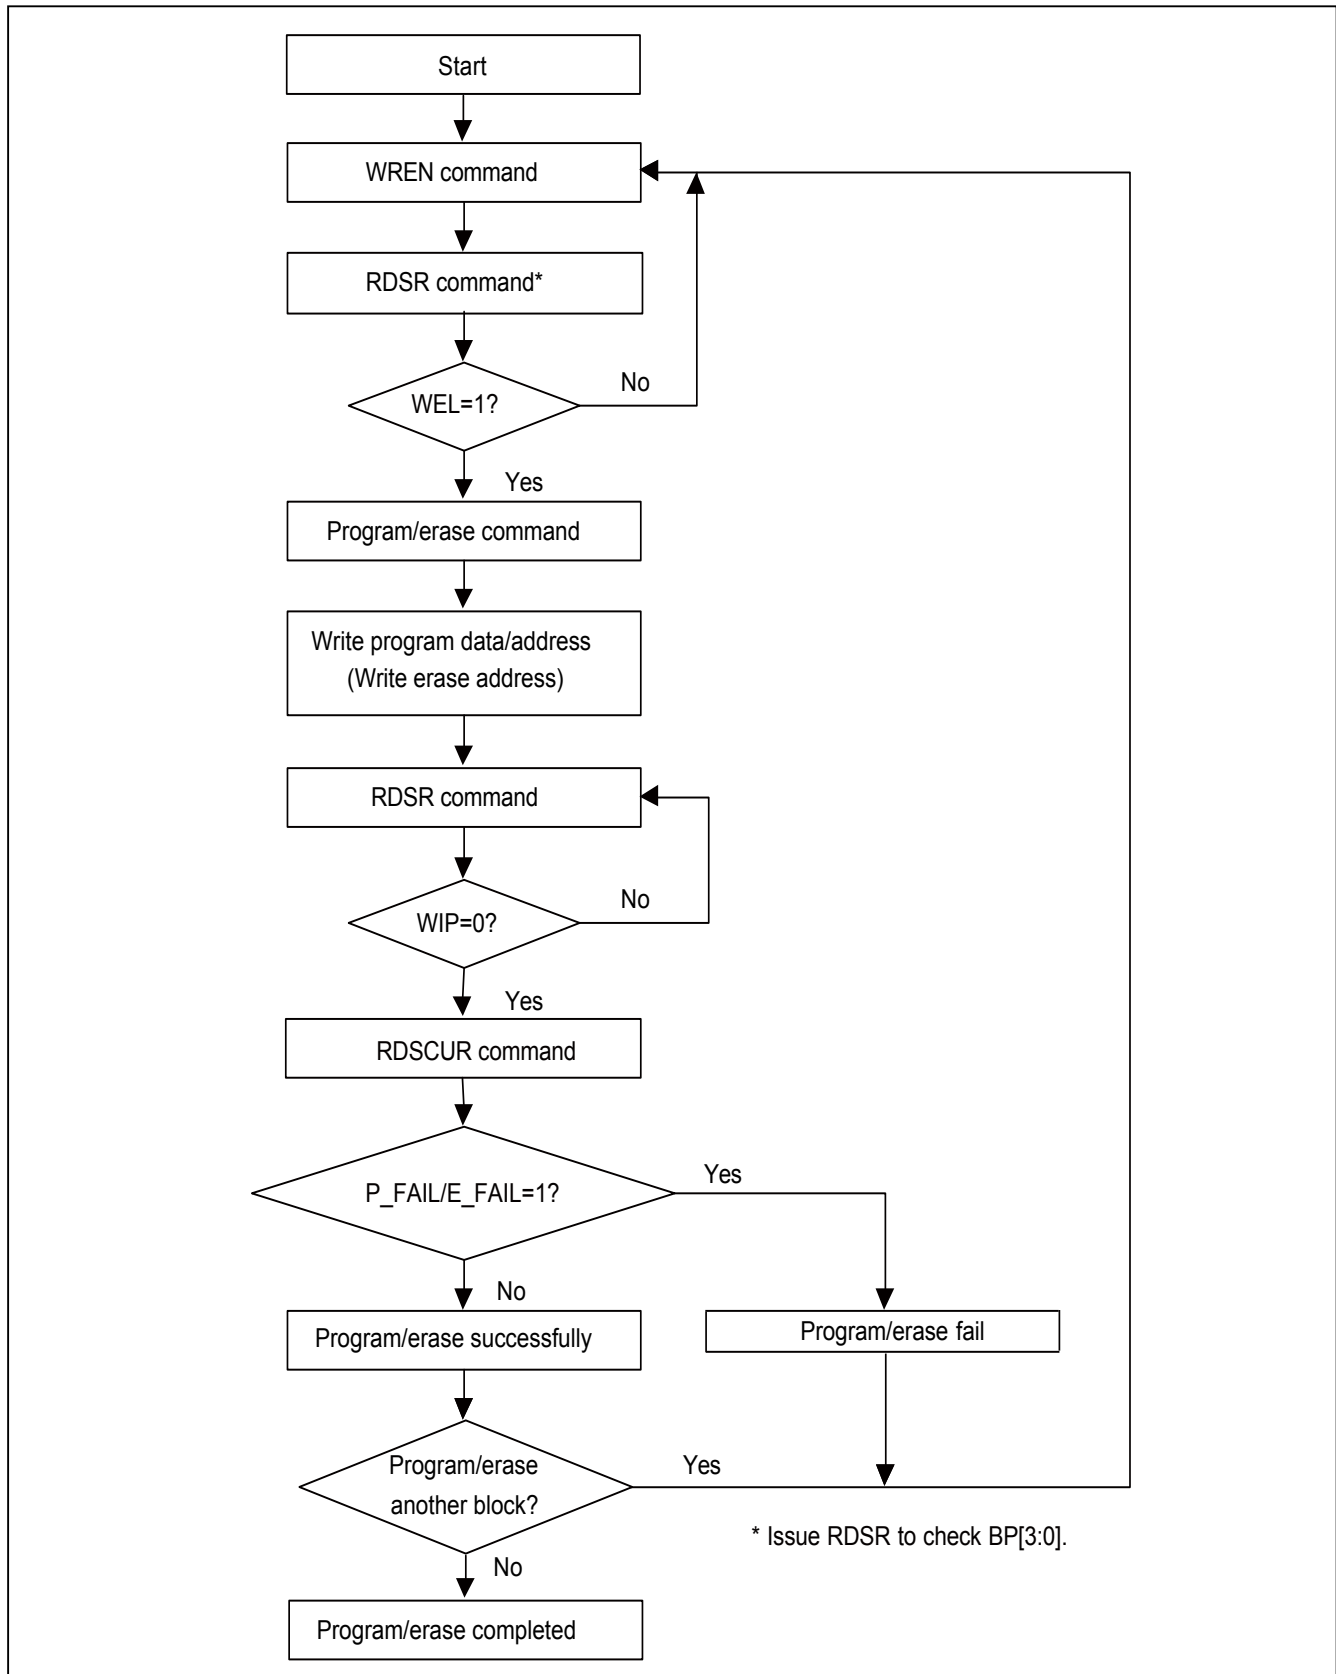 Start
WREN command
RDSR command*
WEL=1?
No
Yes
Program/erase command
Write program data/address
(Write erase address)
RDSR command
WIP=0?
No
Yes
RDSCUR command
P_FAIL/E_FAIL=1?
Yes
No
Program/erase successfully
Program/erase fail
Program/erase
another block?
Yes
* Issue RDSR to check BP[3:0].
No
Program/erase completed